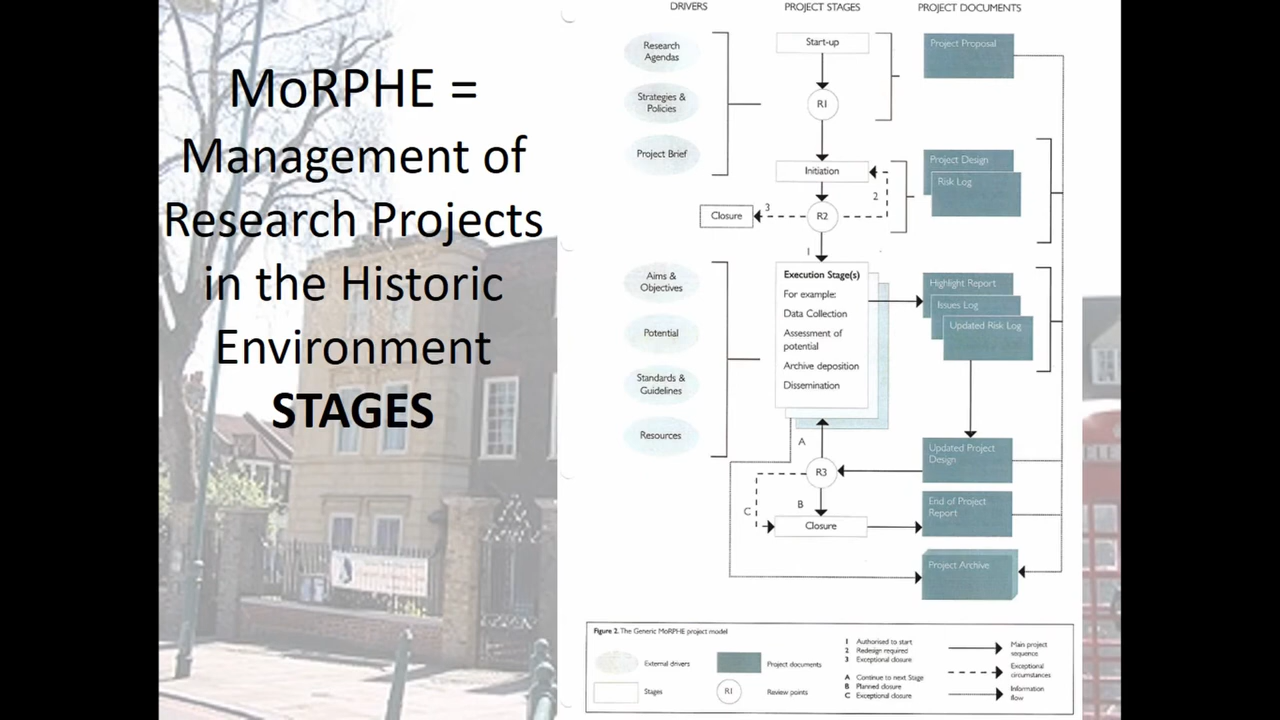 MoRPHE =
Management of
Research Projects
in the Historic
Environment
STAGES
DRIVERS
PROJECT STAGES
PROJECT DOCUMENTS
Research
Agendas
Strategies &
Policies
Project Brief
Start-up
R1
Initiation
2
3
Closure
R2
1
Project Proposal
Project Design
Risk Log
Aims &
Objectives
Potential
Standards &
Guidelines
Resources
Execution Stage(s)
For example:
Data Collection
Assessment of
potential
Archive deposition
Dissemination
Highlight Report
Issues Log
Updated Risk Log
A
R3
B
C
Closure
Updated Project
Design
End of Project
Report
Project Archive
Figure 2. The Generic MoRPHE project model
External drivers
Stages
Project documents
R1
Review points
1 Authorised to start
2 Redesign required
3 Exceptional closure
A Continue to next Stage
B Planned closure
C Exceptional closure
Main project
sequence
Exceptional
circumstances
Information
flow